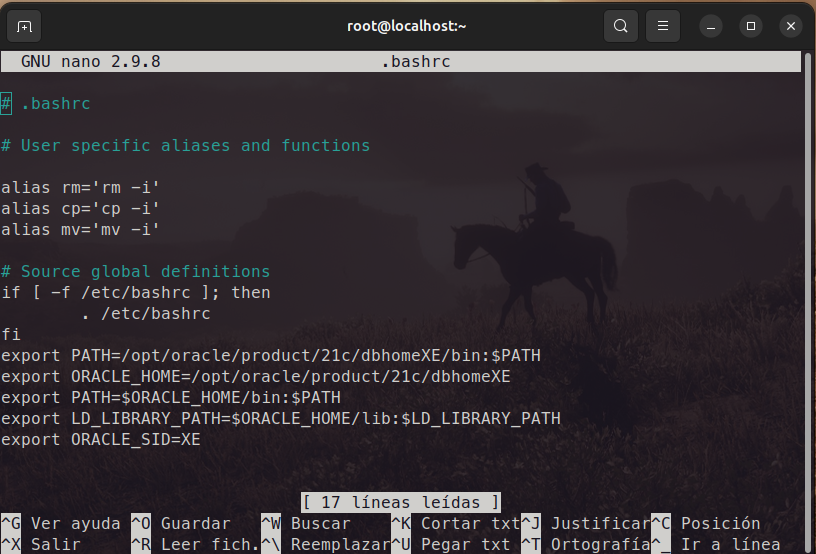 root@localhost:~
GNU nano 2.9.8 .bashrc
# .bashrc
# User specific aliases and functions
alias rm='rm -i'
alias cp='cp -i'
alias mv='mv -i'
# Source global definitions
if [ -f /etc/bashrc ]; then
        . /etc/bashrc
fi
export PATH=/opt/oracle/product/21c/dbhomeXE/bin:$PATH
export ORACLE_HOME=/opt/oracle/product/21c/dbhomeXE
export PATH=$ORACLE_HOME/bin:$PATH
export LD_LIBRARY_PATH=$ORACLE_HOME/lib:$LD_LIBRARY_PATH
export ORACLE_SID=XE
[ 17 líneas leídas ]
^G Ver ayuda ^O Guardar ^W Buscar ^K Cortar txt^J Justificar^C Posición
^X Salir ^R Leer fich.^\ Reemplazar^U Pegar txt ^T Ortografía^_ Ir a línea